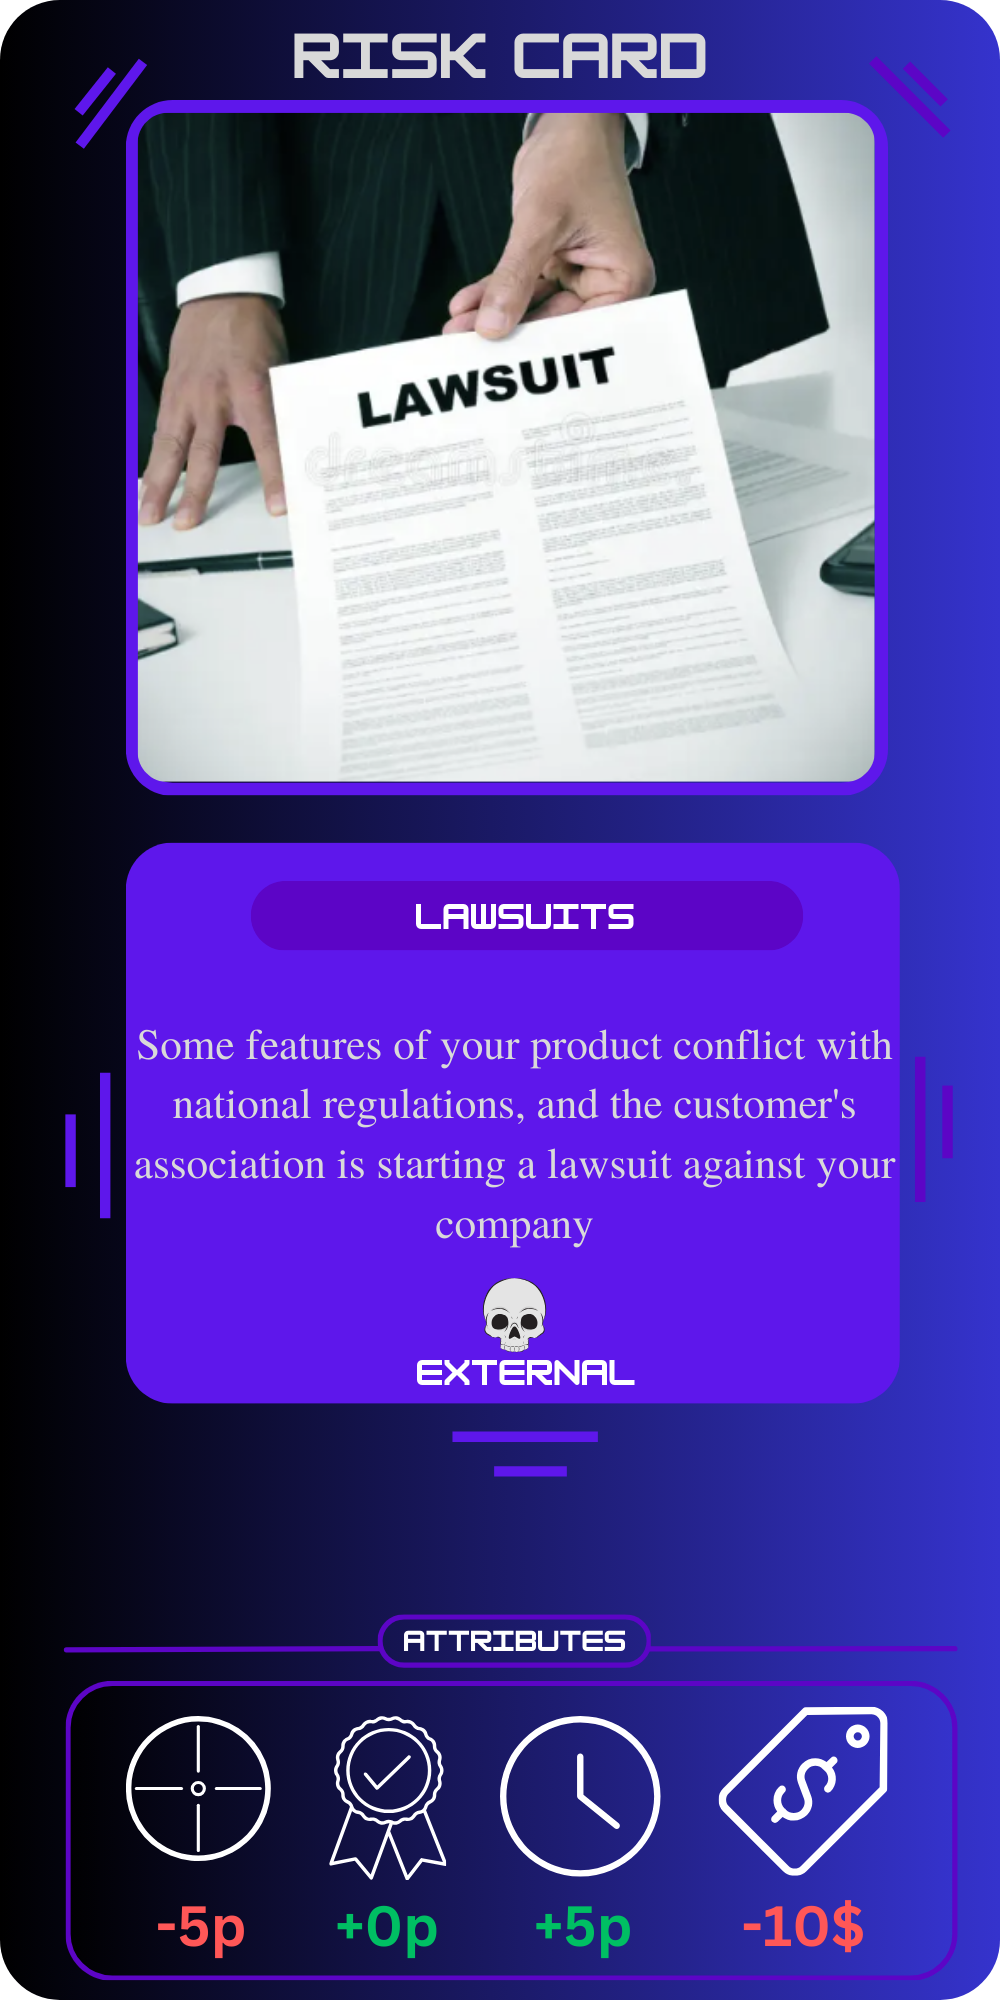 RISK CARD
LAWSUIT
dreamstime
LAWSUITS
Some features of your product conflict with
national regulations, and the customer's
association is starting a lawsuit against your
company
EXTERNAL
ATTRIBUTES
-5p +0p +5p -10$